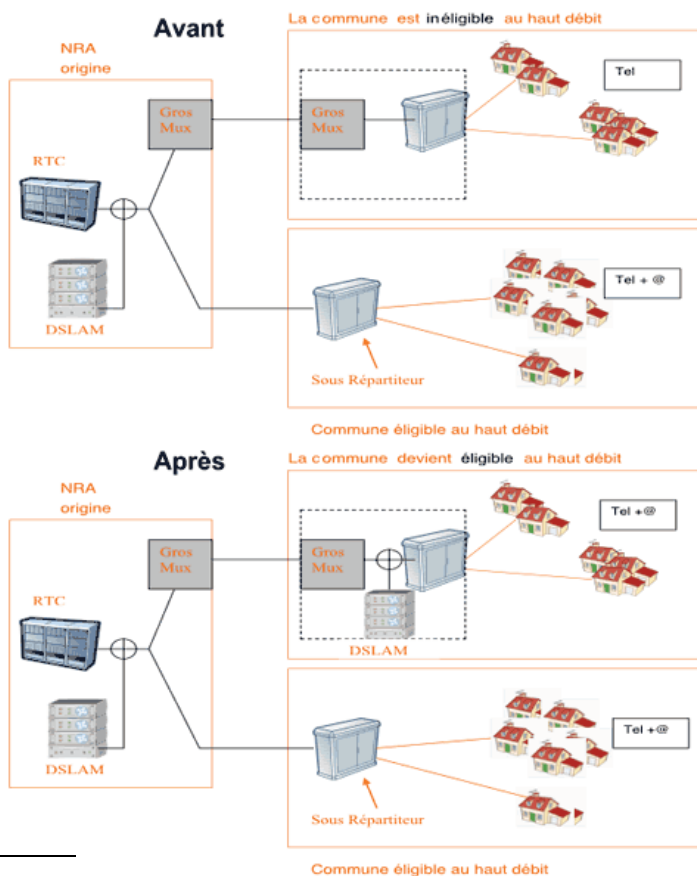 Avant
La commune est inéligible au haut débit
NRA
origine
Gros
Mux
Gros
Mux
Tel
RTC
DSLAM
Tel + @
Sous Répartiteur
Commune éligible au haut débit
Après
La commune devient éligible au haut débit
NRA
origine
Gros
Mux
Gros
Mux
Tel +@
RTC
DSLAM
DSLAM
Tel +@
Sous Répartiteur
Commune éligible au haut débit